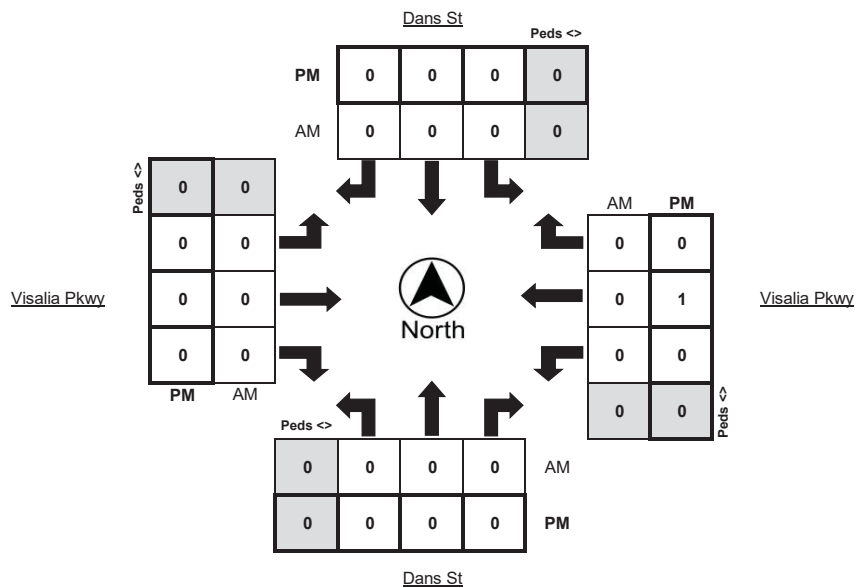 Dans St
Peds <>
PM 0 0 0 0
AM 0 0 0 0
Peds <> 0 0
0 0
0 0
0 0
PM AM
Visalia Pkwy
North
AM PM
0 0
0 1
0 0
0 0 Peds <>
Visalia Pkwy
Peds <>
0 0 0 0 AM
0 0 0 0 PM
Dans St